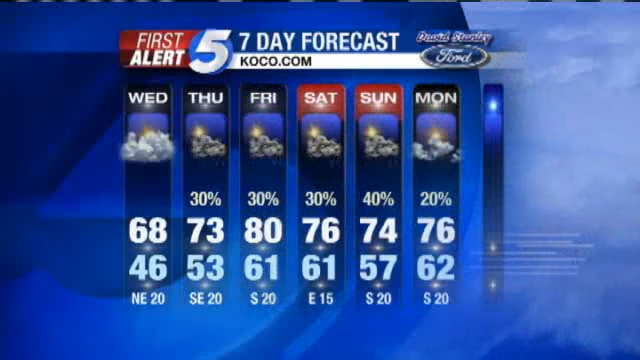 FIRST ALERT 5 7 DAY FORECAST
KOCO.COM
David Stanley
Ford
WED THU FRI SAT SUN MON
30% 30% 30% 40% 20%
68 73 80 76 74 76
46 53 61 61 57 62
NE 20 SE 20 S 20 E 15 S 20 S 20